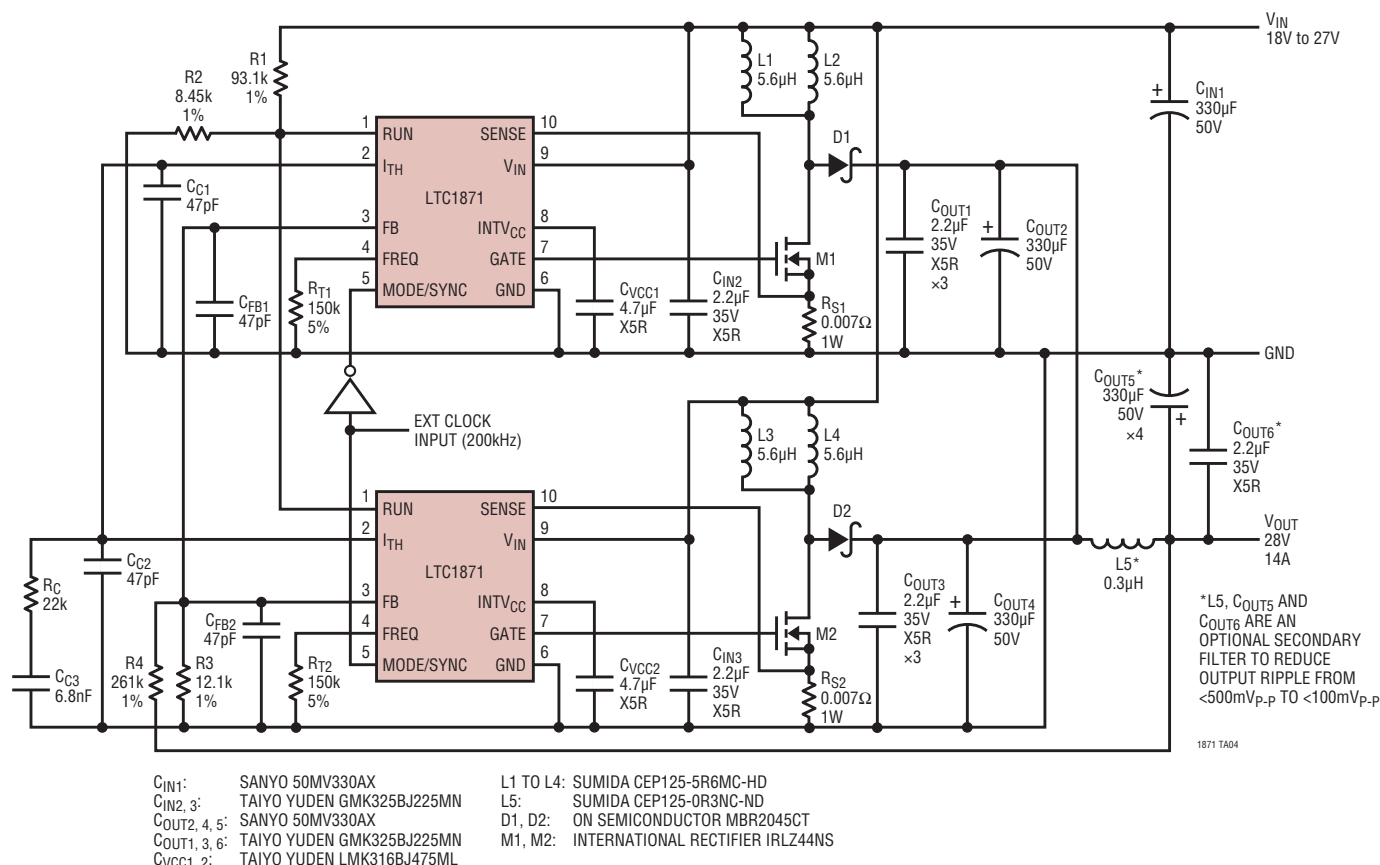 VIN
18V to 27V
R1
93.1k
1%
R2
8.45k
1%
L1
5.6µH
L2
5.6µH
+
CIN1
330µF
50V
1
RUN
SENSE
10
D1
2
ITH
VIN
9
CC1
47pF
LTC1871
3
FB
INTVCC
8
COUT1
2.2µF
35V
X5R
×3
+
COUT2
330µF
50V
4
FREQ
GATE
7
M1
5
MODE/SYNC
GND
6
CFB1
47pF
RT1
150k
5%
CVCC1
4.7µF
X5R
CIN2
2.2µF
35V
X5R
RS1
0.007Ω
1W
GND
COUT5*
330µF
50V
×4
+
COUT6*
2.2µF
35V
X5R
EXT CLOCK
INPUT (200kHz)
L3
5.6µH
L4
5.6µH
1
RUN
SENSE
10
D2
2
ITH
VIN
9
VOUT
28V
14A
L5*
0.3µH
RC
22k
CC2
47pF
LTC1871
3
FB
INTVCC
8
COUT3
2.2µF
35V
X5R
×3
+
COUT4
330µF
50V
4
FREQ
GATE
7
M2
5
MODE/SYNC
GND
6
CFB2
47pF
CC3
6.8nF
R4
261k
1%
R3
12.1k
1%
RT2
150k
5%
CVCC2
4.7µF
X5R
CIN3
2.2µF
35V
X5R
RS2
0.007Ω
1W
*L5, COUT5 AND
COUT6 ARE AN
OPTIONAL SECONDARY
FILTER TO REDUCE
OUTPUT RIPPLE FROM
<500mVP-P TO <100mVP-P
1871 TA04
CIN1: SANYO 50MV330AX
CIN2, 3: TAIYO YUDEN GMK325BJ225MN
COUT2, 4, 5: SANYO 50MV330AX
COUT1, 3, 6: TAIYO YUDEN GMK325BJ225MN
CVCC1, 2: TAIYO YUDEN LMK316BJ475ML
L1 TO L4: SUMIDA CEP125-5R6MC-HD
L5: SUMIDA CEP125-0R3NC-ND
D1, D2: ON SEMICONDUCTOR MBR2045CT
M1, M2: INTERNATIONAL RECTIFIER IRLZ44NS